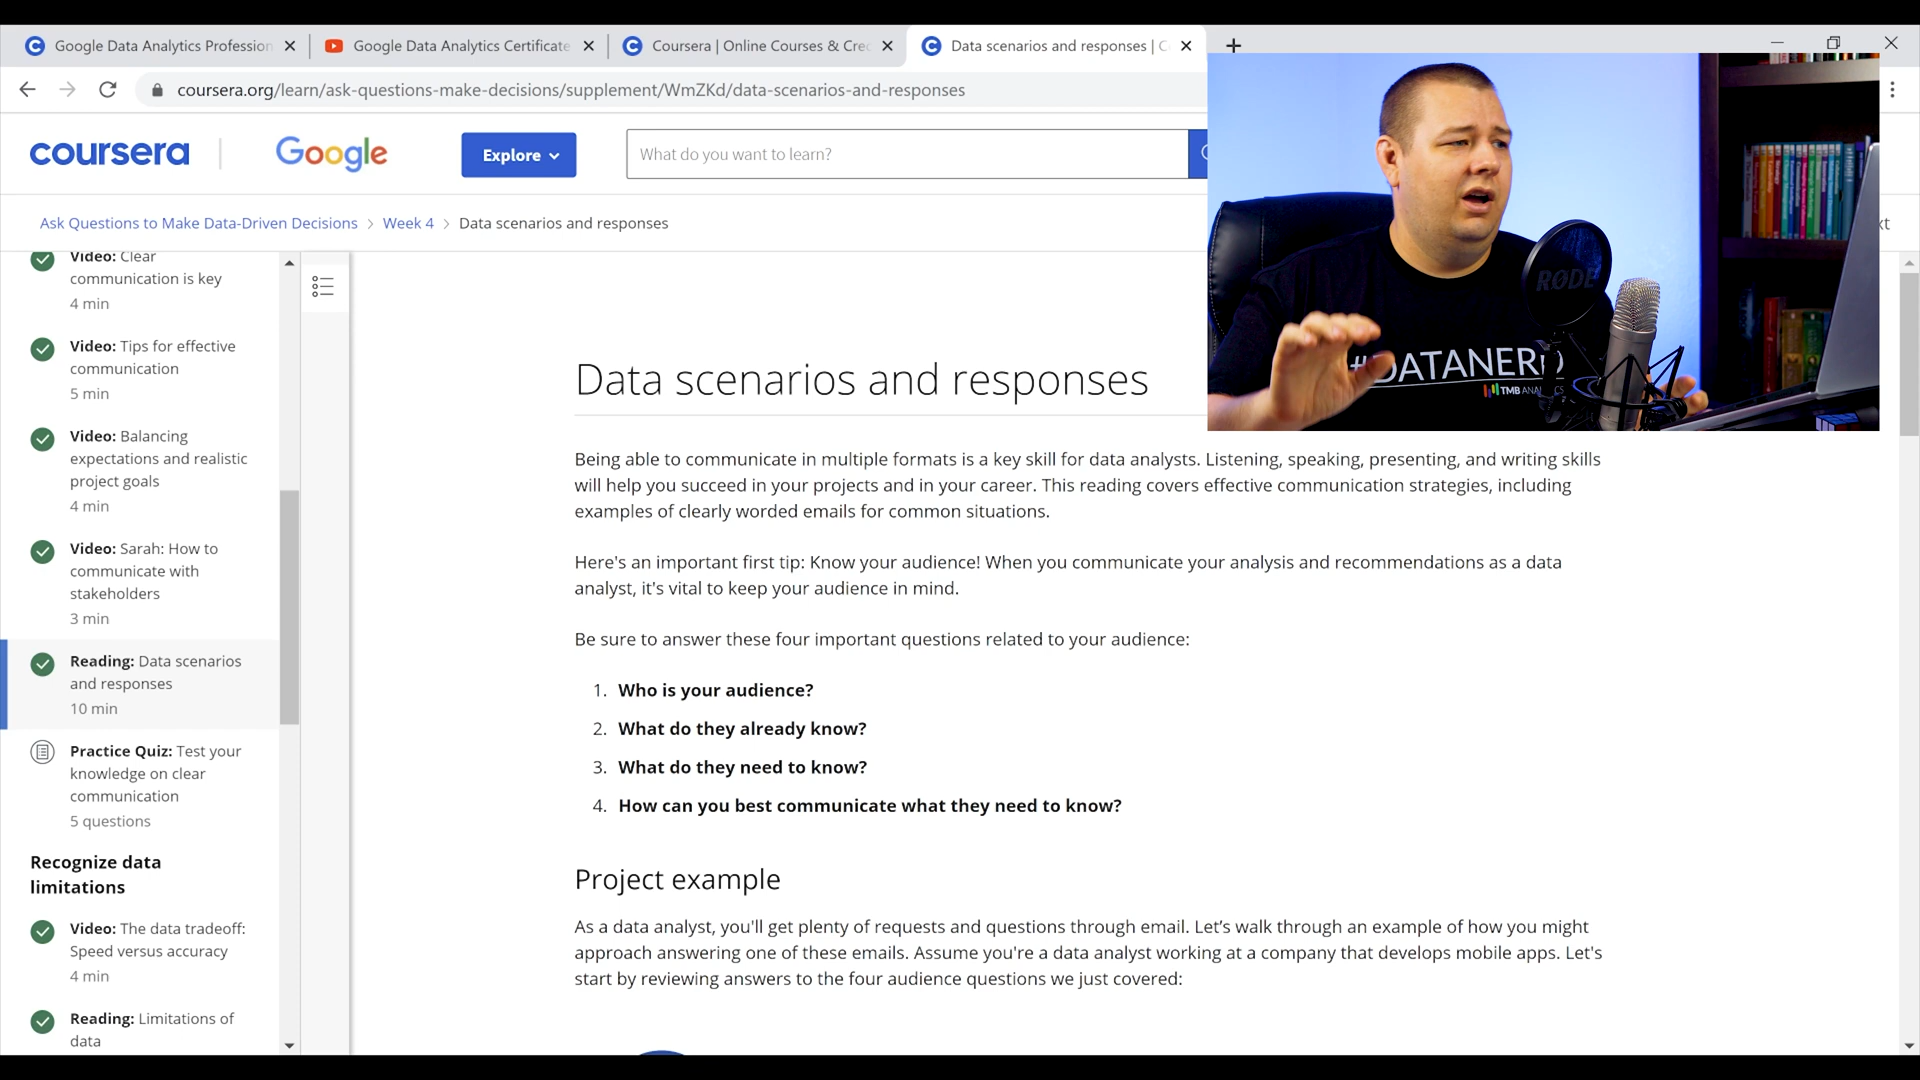 Google Data Analytics Profession
Google Data Analytics Certificate
Coursera | Online Courses & Cred
Data scenarios and responses | C
coursera.org/learn/ask-questions-make-decisions/supplement/WmZKd/data-scenarios-and-responses
coursera
Google
Explore
What do you want to learn?
Ask Questions to Make Data-Driven Decisions > Week 4 > Data scenarios and responses
xt
Video: Clear
communication is key
4 min
Video: Tips for effective
communication
5 min
Video: Balancing
expectations and realistic
project goals
4 min
Video: Sarah: How to
communicate with
stakeholders
3 min
Reading: Data scenarios
and responses
10 min
Practice Quiz: Test your
knowledge on clear
communication
5 questions
Recognize data
limitations
Video: The data tradeoff:
Speed versus accuracy
4 min
Reading: Limitations of
data
Data scenarios and responses
Being able to communicate in multiple formats is a key skill for data analysts. Listening, speaking, presenting, and writing skills
will help you succeed in your projects and in your career. This reading covers effective communication strategies, including
examples of clearly worded emails for common situations.
Here's an important first tip: Know your audience! When you communicate your analysis and recommendations as a data
analyst, it's vital to keep your audience in mind.
Be sure to answer these four important questions related to your audience:
1. Who is your audience?
2. What do they already know?
3. What do they need to know?
4. How can you best communicate what they need to know?
Project example
As a data analyst, you'll get plenty of requests and questions through email. Let’s walk through an example of how you might
approach answering one of these emails. Assume you're a data analyst working at a company that develops mobile apps. Let's
start by reviewing answers to the four audience questions we just covered:
RØDE
#DATANERD
TMB ANALYTICS